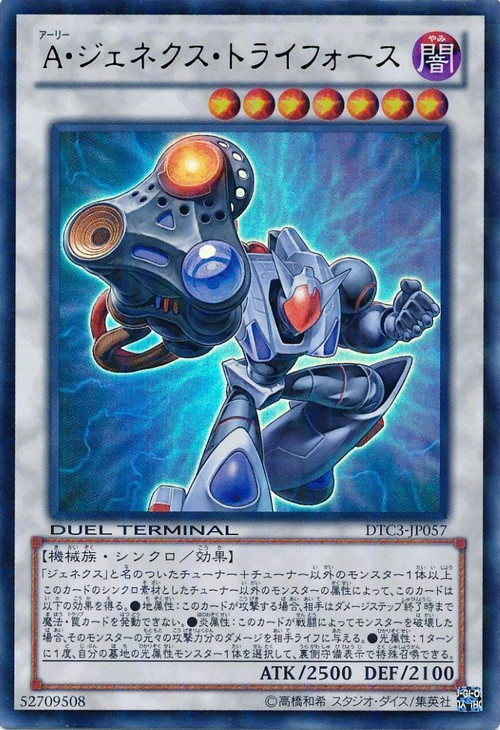 アーリー
A・ジェネクス・トライフォース
やみ
闇
DUEL TERMINAL
DTC3-JP057
【機械族・シンクロ／効果】
「ジェネクス」と名のついたチューナー＋チューナー以外のモンスター1体以上
このカードのシンクロ素材としたチューナー以外のモンスターの属性によって、このカードは
以下の効果を得る。●地属性：このカードが攻撃する場合、相手はダメージステップ終了時まで
魔法・罠カードを発動できない。●炎属性：このカードが戦闘によってモンスターを破壊した
場合、そのモンスターの元々の攻撃力分のダメージを相手ライフに与える。●光属性：1ターン
に1度、自分の墓地の光属性モンスター1体を選択して、裏側守備表示で特殊召喚できる。
ATK/2500 DEF/2100
52709508
©高橋和希 スタジオ・ダイス/集英社